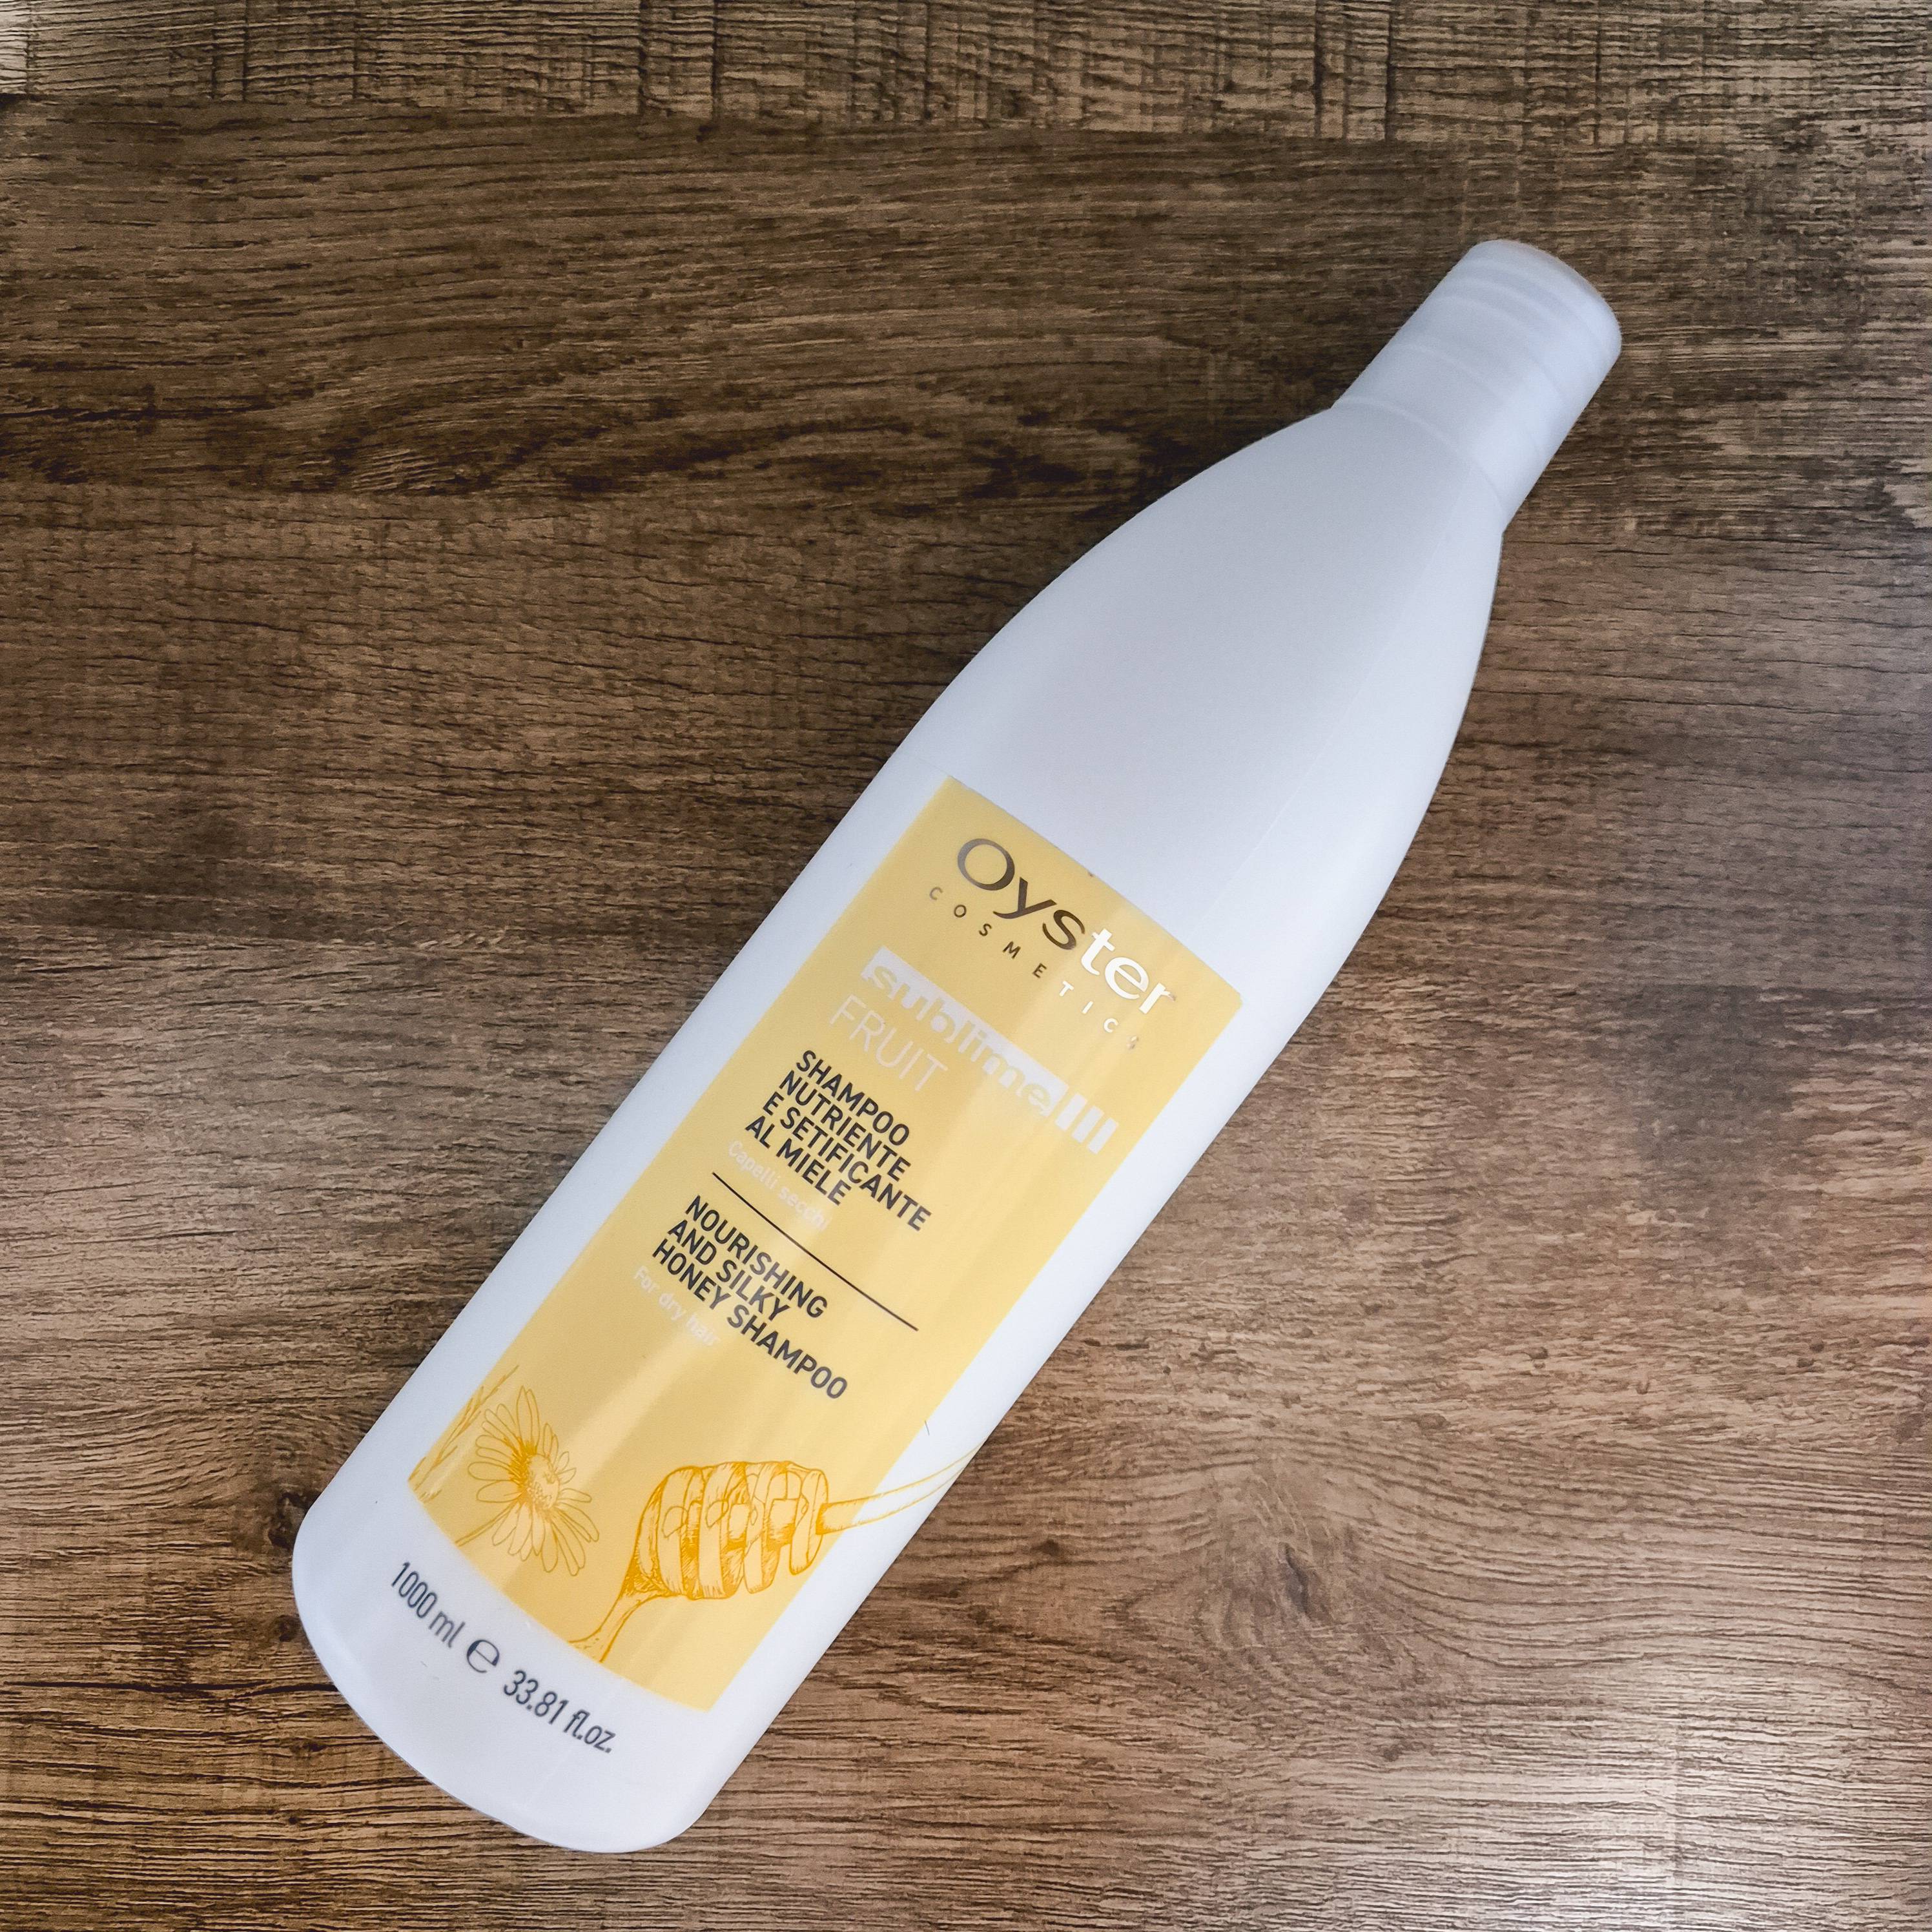 Oyster
COSMETICS
sublime
FRUIT
SHAMPOO
NUTRIENTE
E SETIFICANTE
AL MIELE
Capelli secchi
NOURISHING
AND SILKY
HONEY SHAMPOO
For dry hair
1000 ml ℮ 33.81 fl.oz.